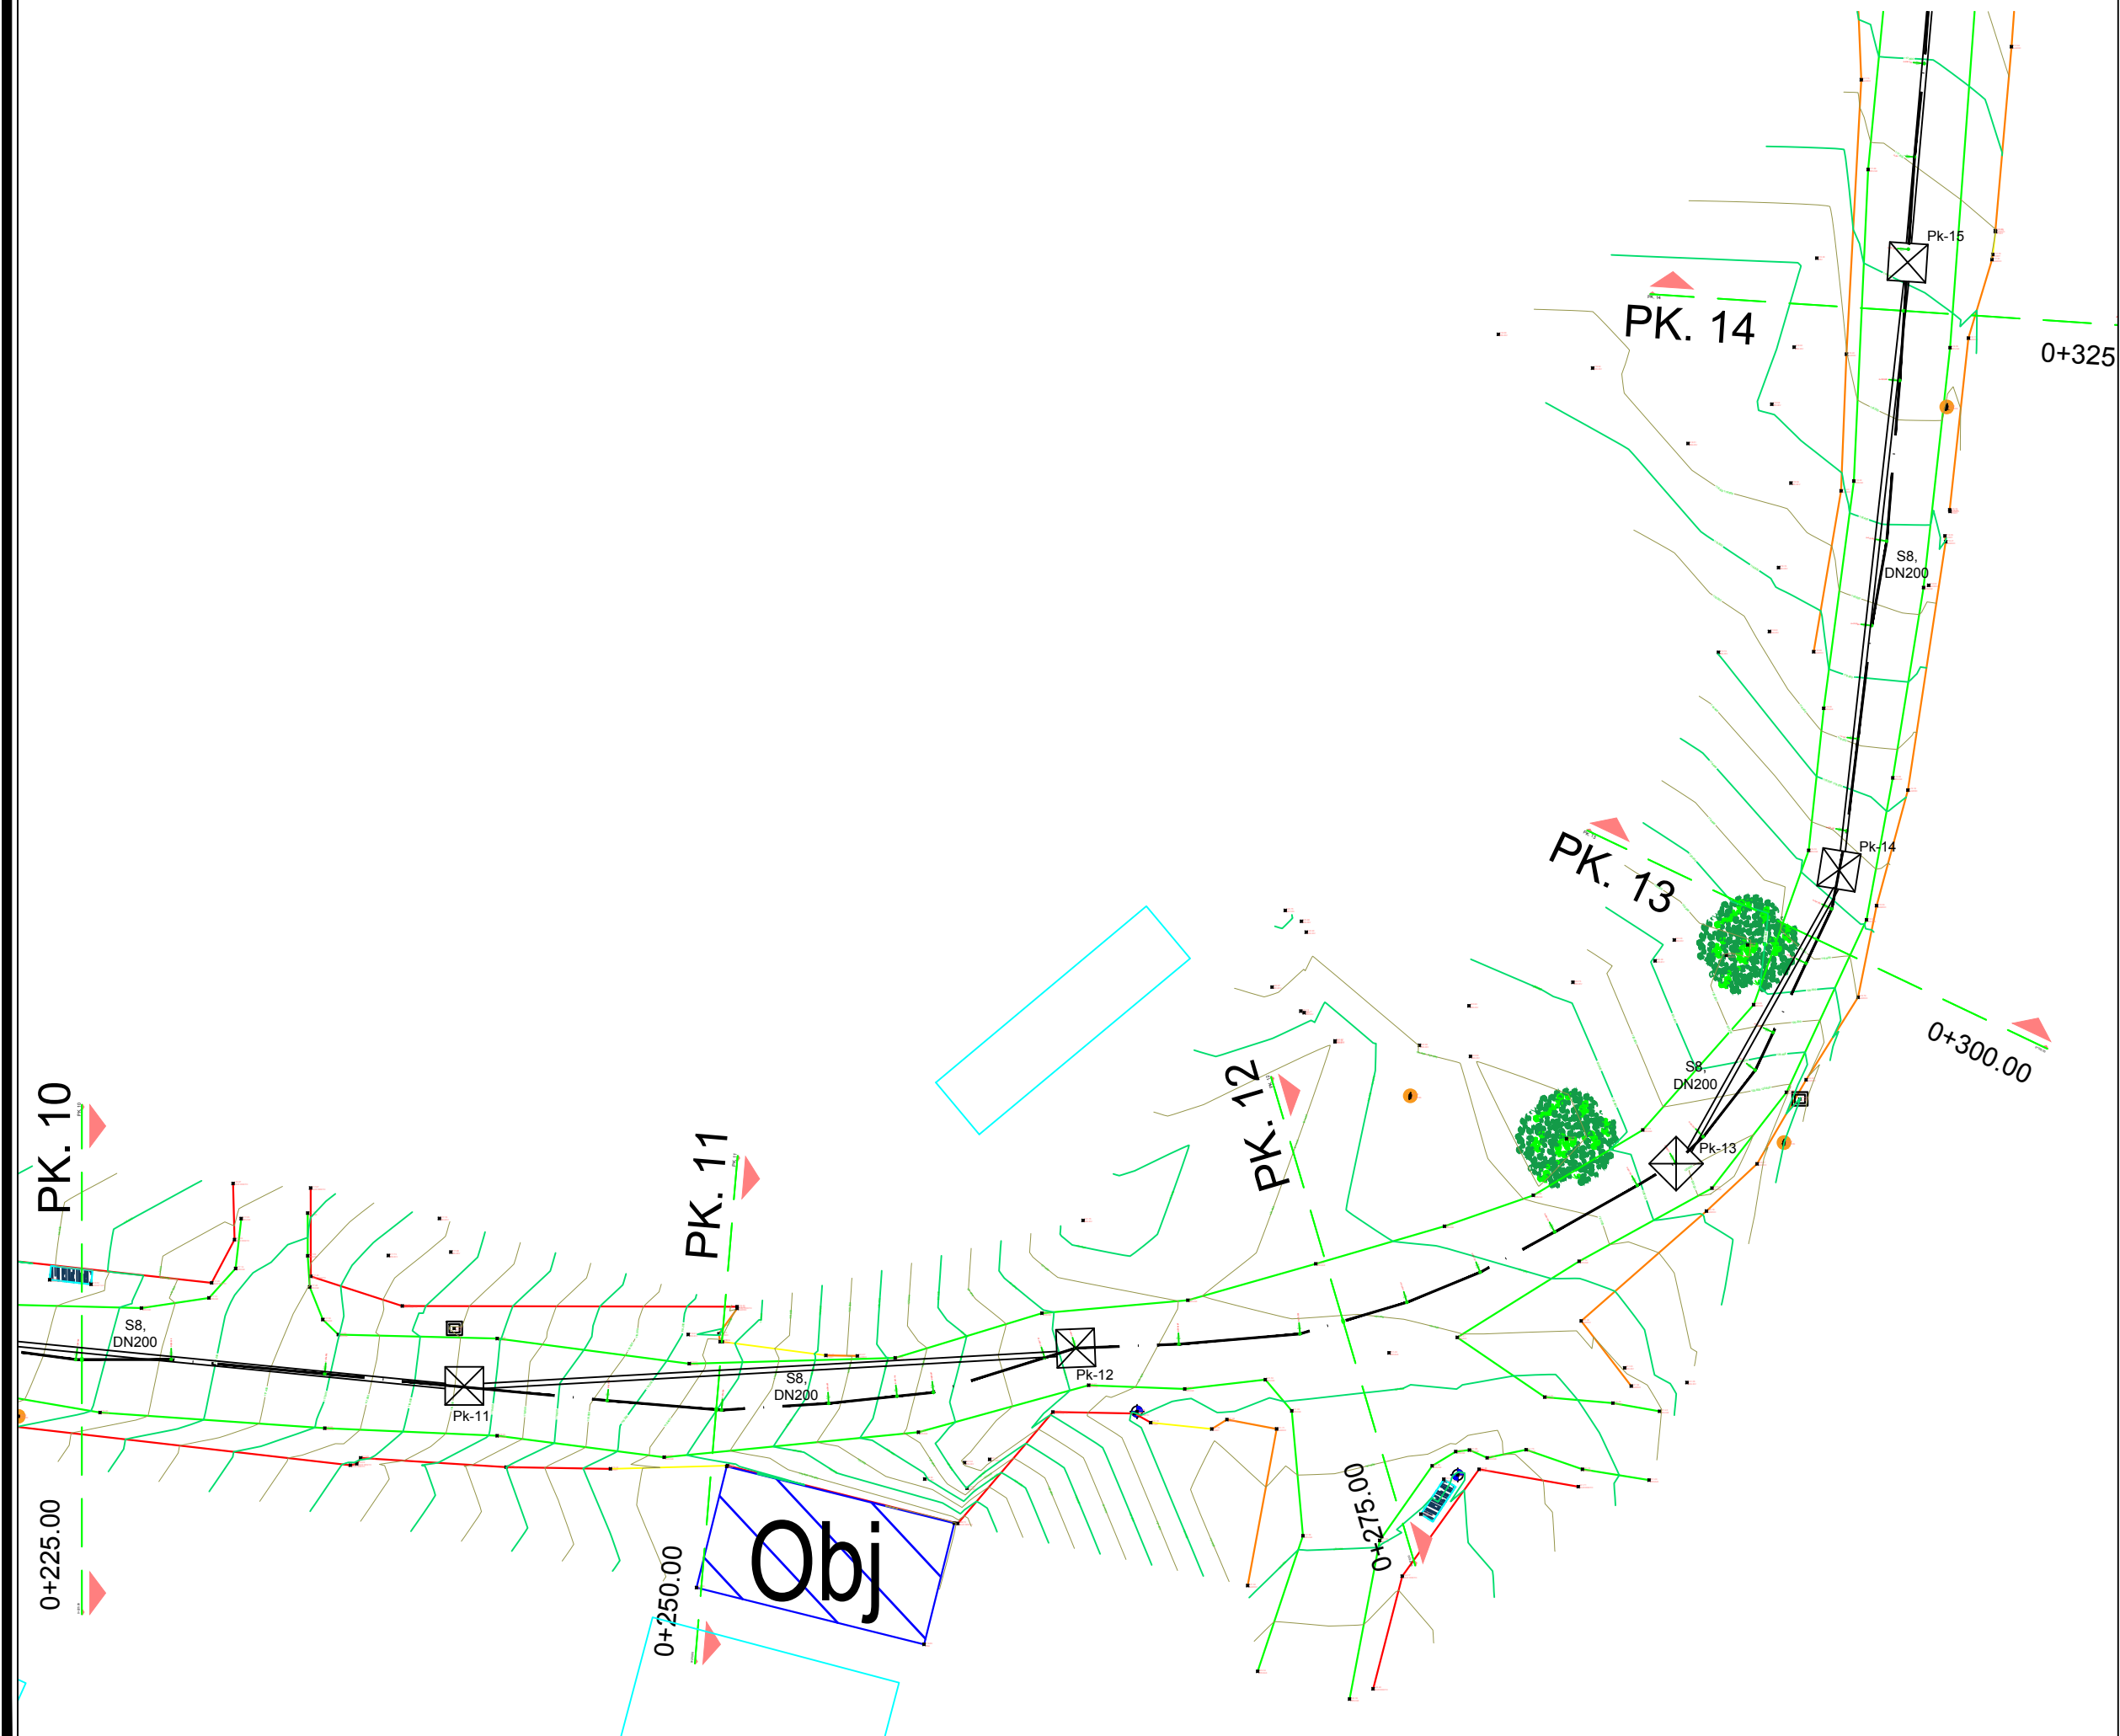 Pk-15
PK. 14
0+325
S8,
DN200
Pk-14
PK. 13
0+300.00
S8,
DN200
Pk-13
PK. 12
0+275.00
PK. 11
0+250.00
PK. 10
0+225.00
S8,
DN200
Pk-11
S8,
DN200
Pk-12
Obj